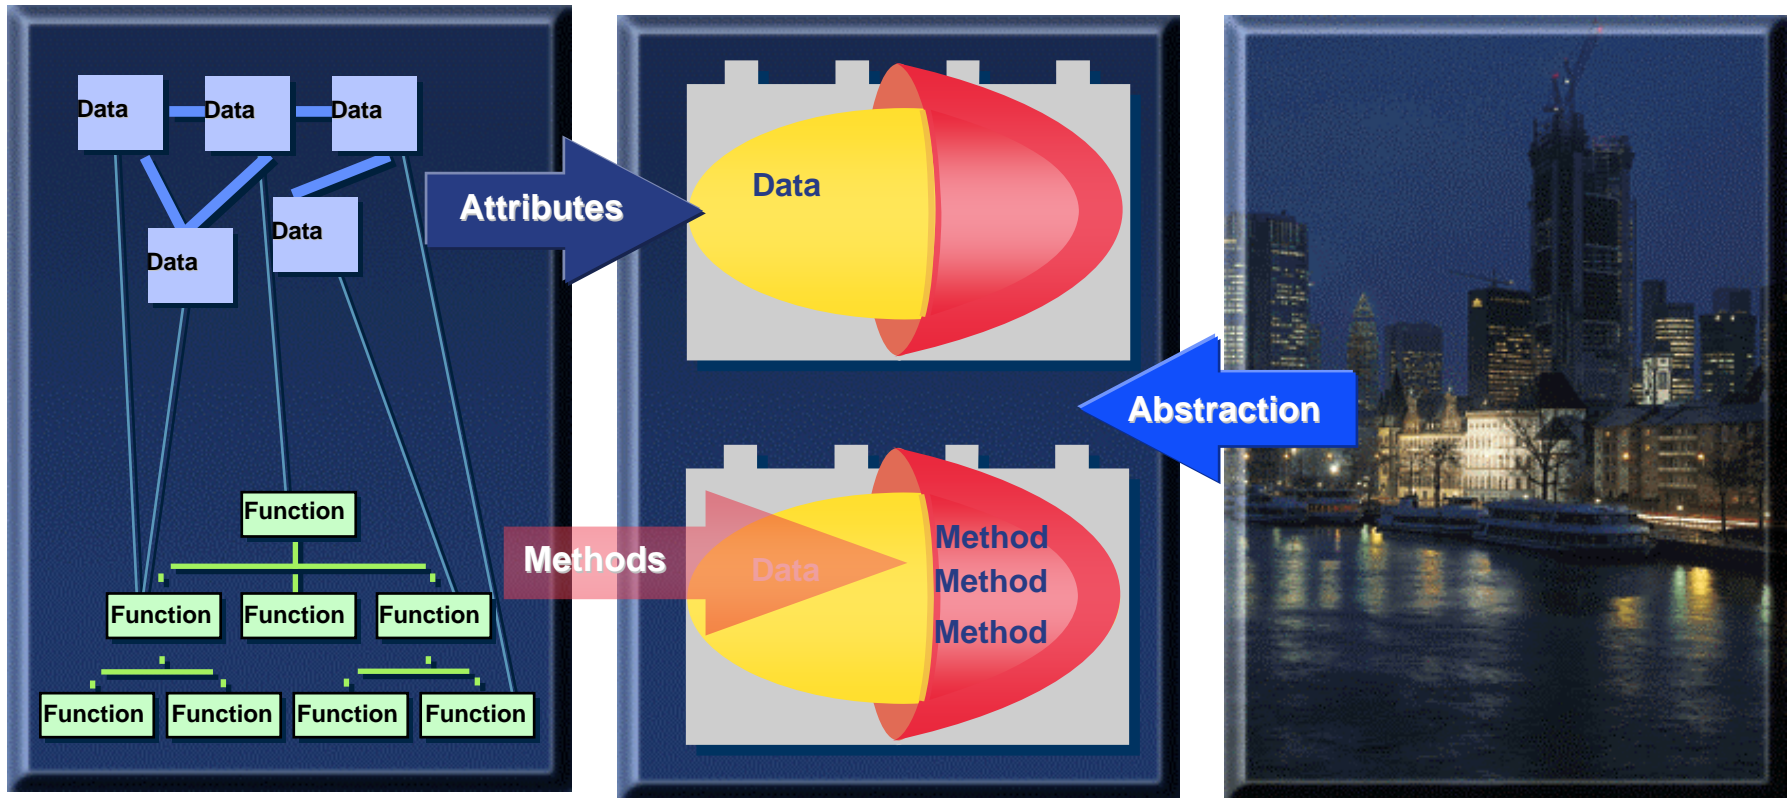 Data Data Data
Data
Data
Function
Function Function Function
Function Function Function Function
Attributes
Methods
Data
Data
Method
Method
Method
Abstraction